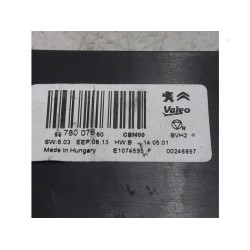 Valeo
96 780 076 80 CEM00
BVH2
SW:5.03 EEP:08.13 HW:B 14.05.01
Made in Hungary E1074595 F 00246897